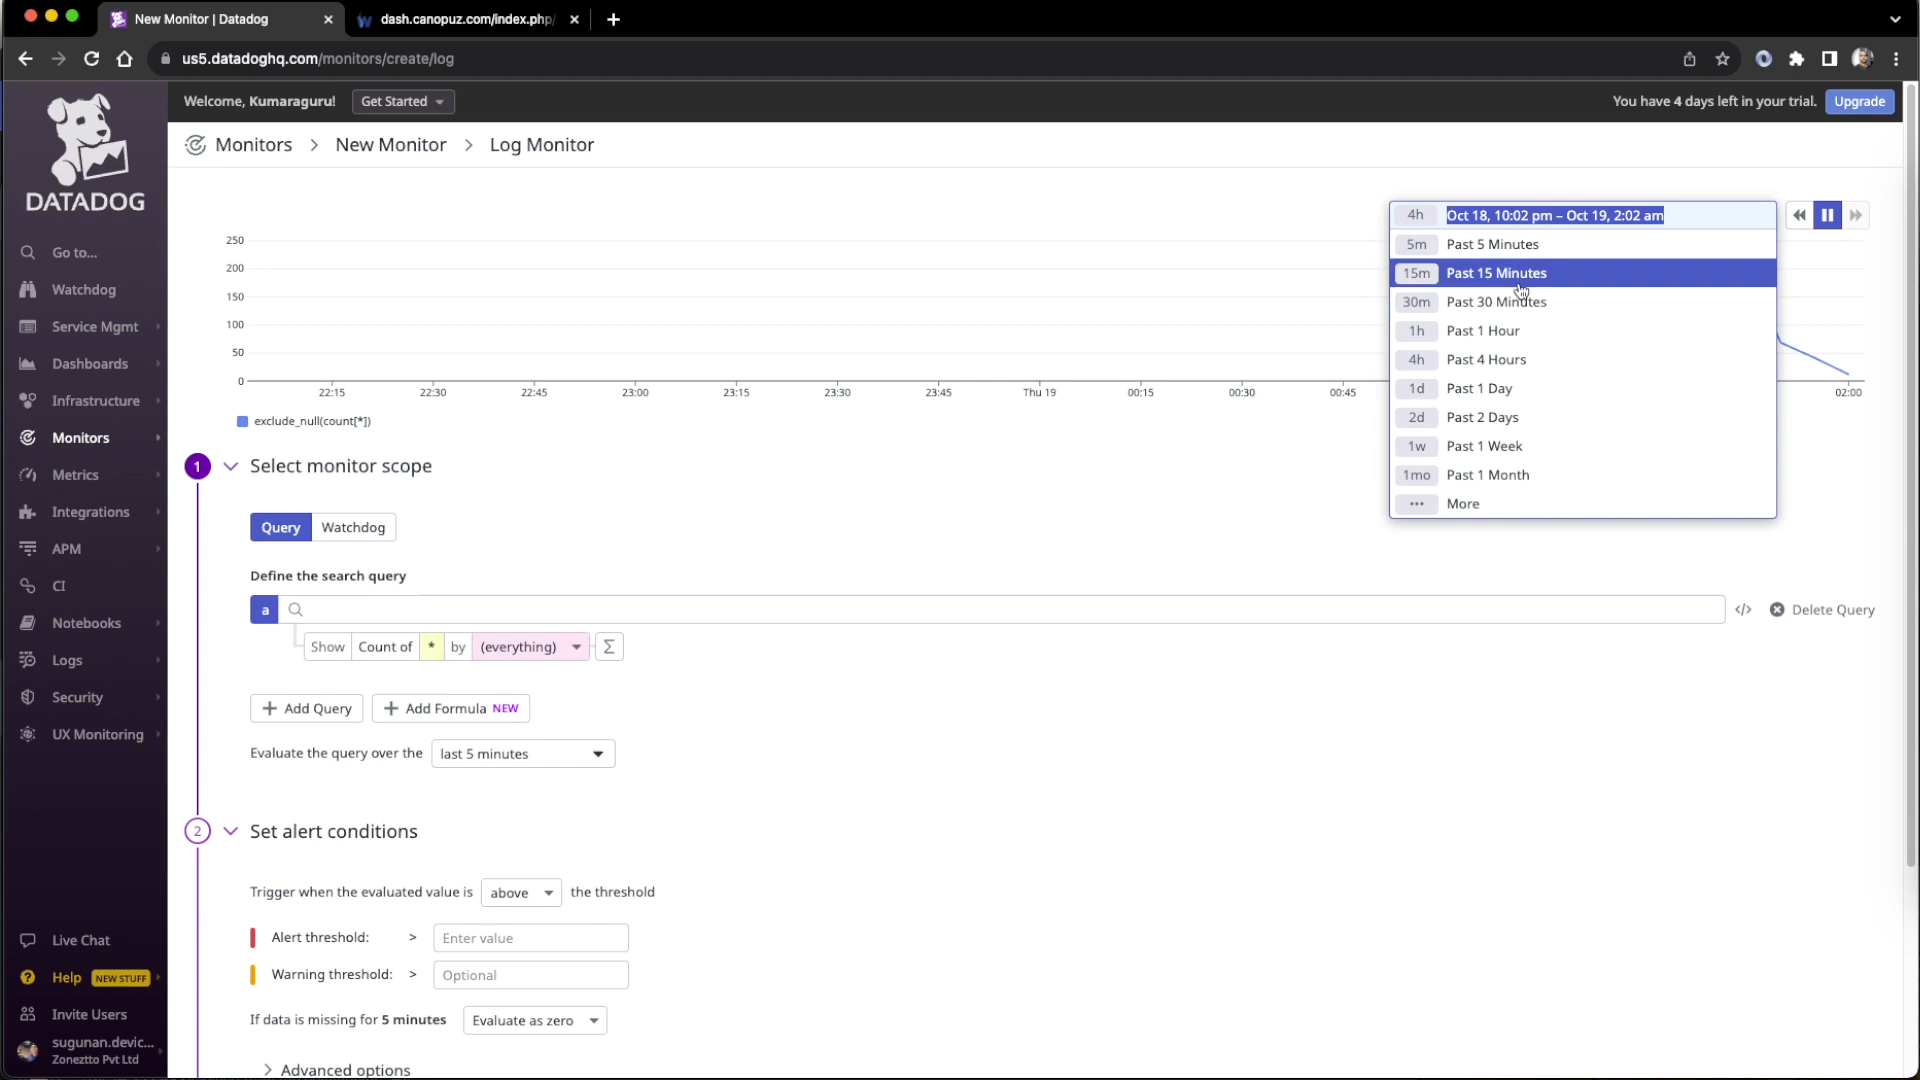 New Monitor | Datadog
dash.canopuz.com/index.php/
us5.datadoghq.com/monitors/create/log
Welcome, Kumaraguru!
Get Started
You have 4 days left in your trial.
Upgrade
DATADOG
Monitors > New Monitor > Log Monitor
Go to...
Watchdog
Service Mgmt
Dashboards
Infrastructure
Monitors
Metrics
Integrations
APM
CI
Notebooks
Logs
Security
UX Monitoring
Live Chat
Help NEW STUFF
Invite Users
sugunan.devic...
Zoneztto Pvt Ltd
4h Oct 18, 10:02 pm – Oct 19, 2:02 am
5m Past 5 Minutes
15m Past 15 Minutes
30m Past 30 Minutes
1h Past 1 Hour
4h Past 4 Hours
1d Past 1 Day
2d Past 2 Days
1w Past 1 Week
1mo Past 1 Month
... More
250
200
150
100
50
0
22:15 22:30 22:45 23:00 23:15 23:30 23:45 Thu 19 00:15 00:30 00:45 02:00
exclude_null(count[*])
1 Select monitor scope
Query Watchdog
Define the search query
a
</> Delete Query
Show Count of * by (everything) Σ
+ Add Query + Add Formula NEW
Evaluate the query over the last 5 minutes
2 Set alert conditions
Trigger when the evaluated value is above the threshold
Alert threshold: > Enter value
Warning threshold: > Optional
If data is missing for 5 minutes Evaluate as zero
> Advanced options